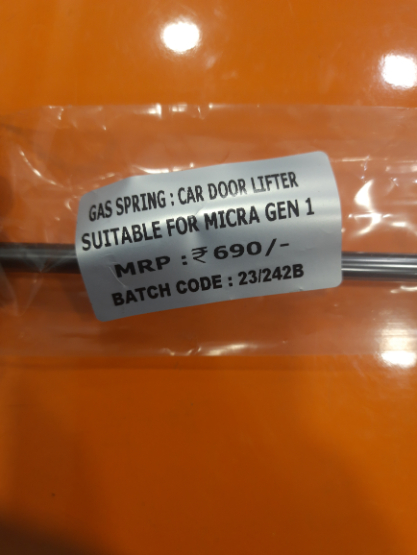 GAS SPRING : CAR DOOR LIFTER
SUITABLE FOR MICRA GEN 1
MRP : ₹ 690/-
BATCH CODE : 23/242B